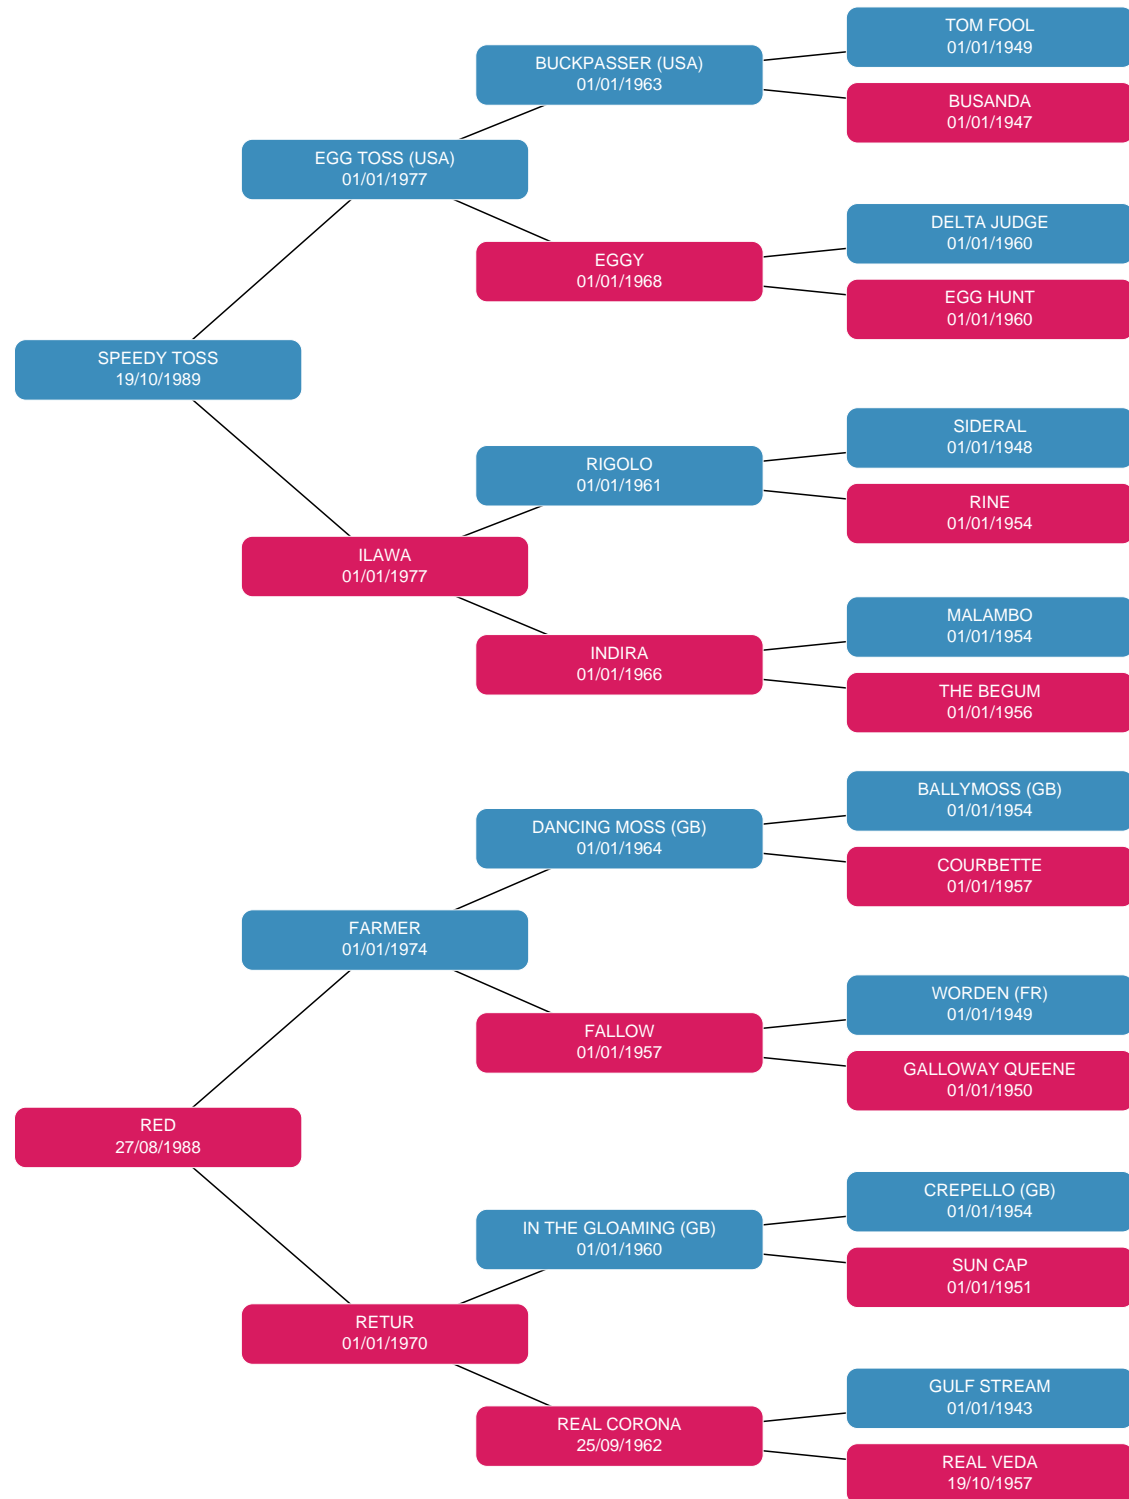 TOM FOOL
01/01/1949
BUCKPASSER (USA)
01/01/1963
BUSANDA
01/01/1947
EGG TOSS (USA)
01/01/1977
DELTA JUDGE
01/01/1960
EGGY
01/01/1968
EGG HUNT
01/01/1960
SPEEDY TOSS
19/10/1989
SIDERAL
01/01/1948
RIGOLO
01/01/1961
RINE
01/01/1954
ILAWA
01/01/1977
MALAMBO
01/01/1954
INDIRA
01/01/1966
THE BEGUM
01/01/1956
BALLYMOSS (GB)
01/01/1954
DANCING MOSS (GB)
01/01/1964
COURBETTE
01/01/1957
FARMER
01/01/1974
WORDEN (FR)
01/01/1949
FALLOW
01/01/1957
GALLOWAY QUEENE
01/01/1950
RED
27/08/1988
CREPELLO (GB)
01/01/1954
IN THE GLOAMING (GB)
01/01/1960
SUN CAP
01/01/1951
RETUR
01/01/1970
GULF STREAM
01/01/1943
REAL CORONA
25/09/1962
REAL VEDA
19/10/1957